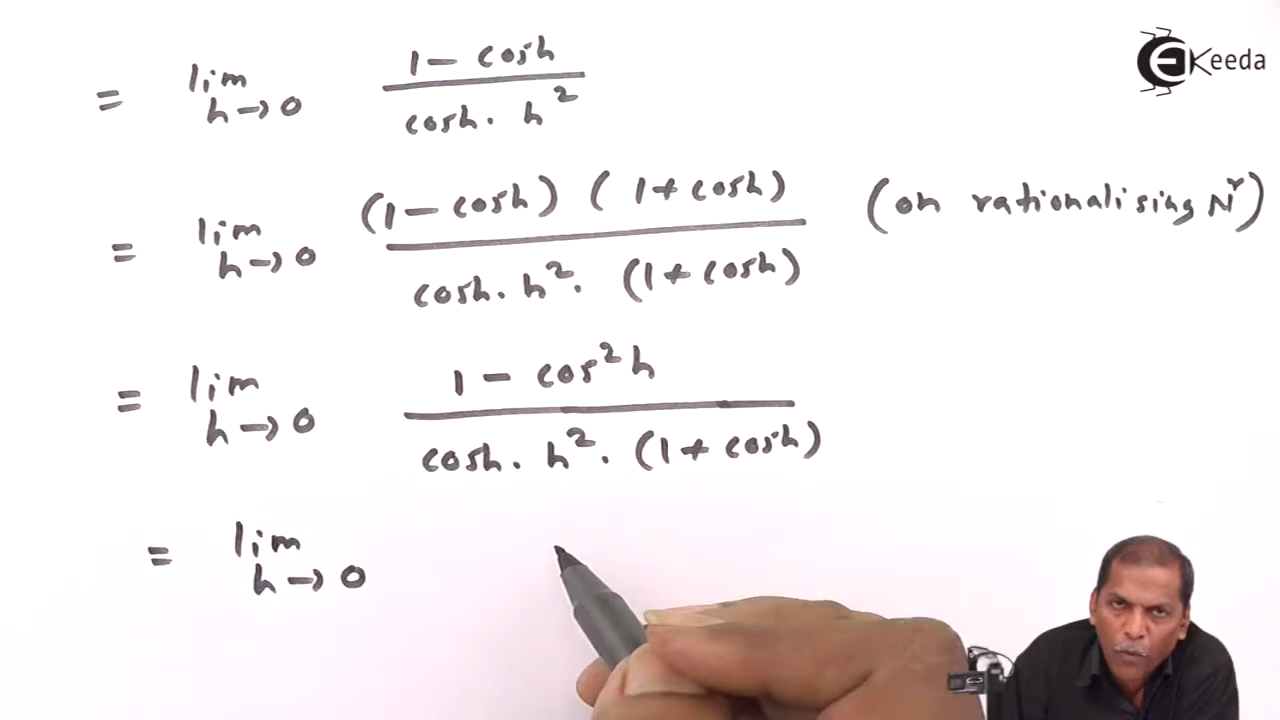 EKeeda
= lim h→0 1 - cosh / cosh. h²
= lim h→0 (1 - cosh) (1 + cosh) / cosh. h². (1 + cosh) (on rationalising Nʳ)
= lim h→0 1 - cos²h / cosh. h². (1 + cosh)
= lim h→0